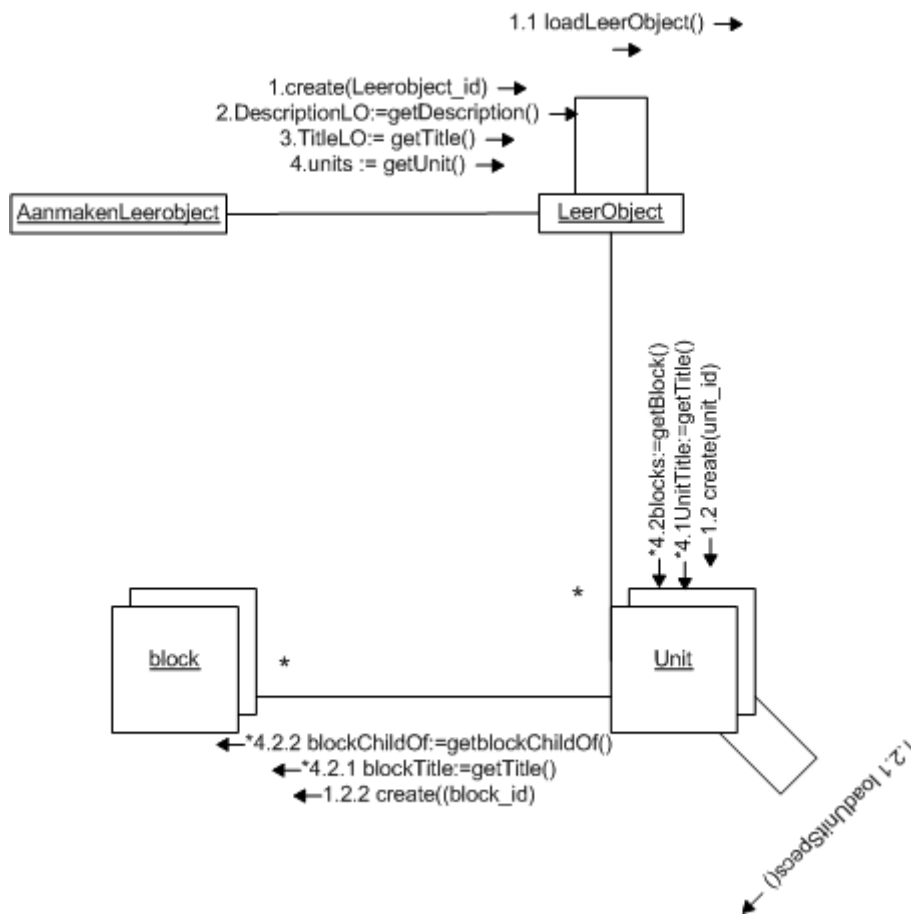 1.1 loadLeerObject()
1.create(Leerobject_id)
2.DescriptionLO:=getDescription()
3.TitleLO:= getTitle()
4.units := getUnit()
AanmakenLeerobject
LeerObject
*4.2blocks:=getBlock()
*4.1UnitTitle:=getTitle()
1.2 create(unit_id)
*
block
*
Unit
*4.2.2 blockChildOf:=getblockChildOf()
*4.2.1 blockTitle:=getTitle()
1.2.2 create((block_id)
1.2.1 loadUnitSpecs()